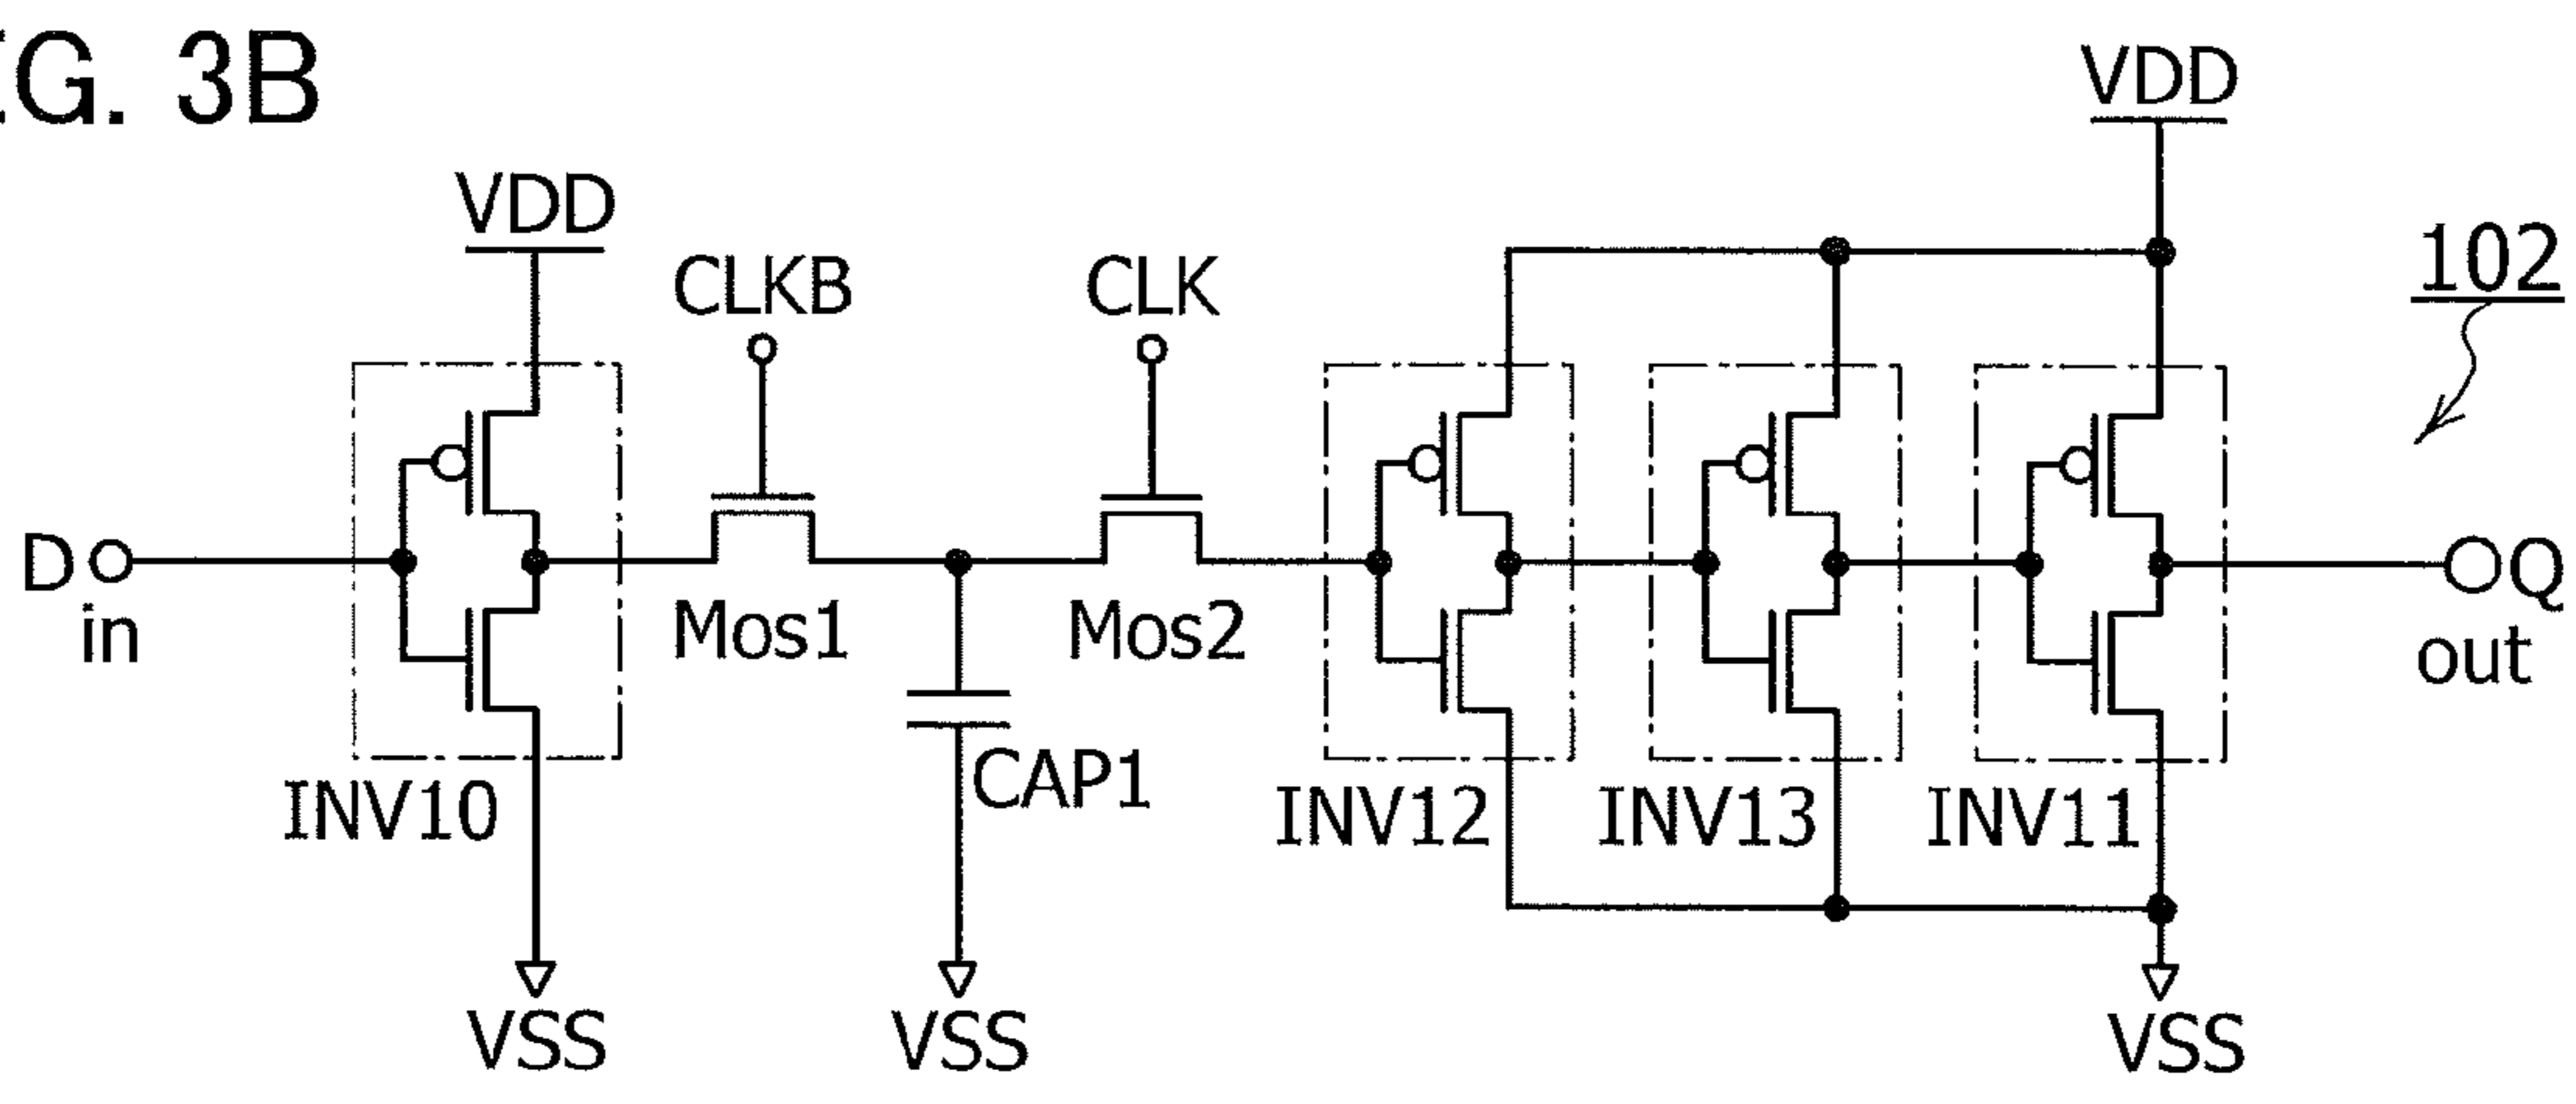 G. 3B
VDD
VDD
CLKB
CLK
102
D
in
Mos1
Mos2
Q
out
CAP1
INV10
INV12
INV13
INV11
VSS
VSS
VSS